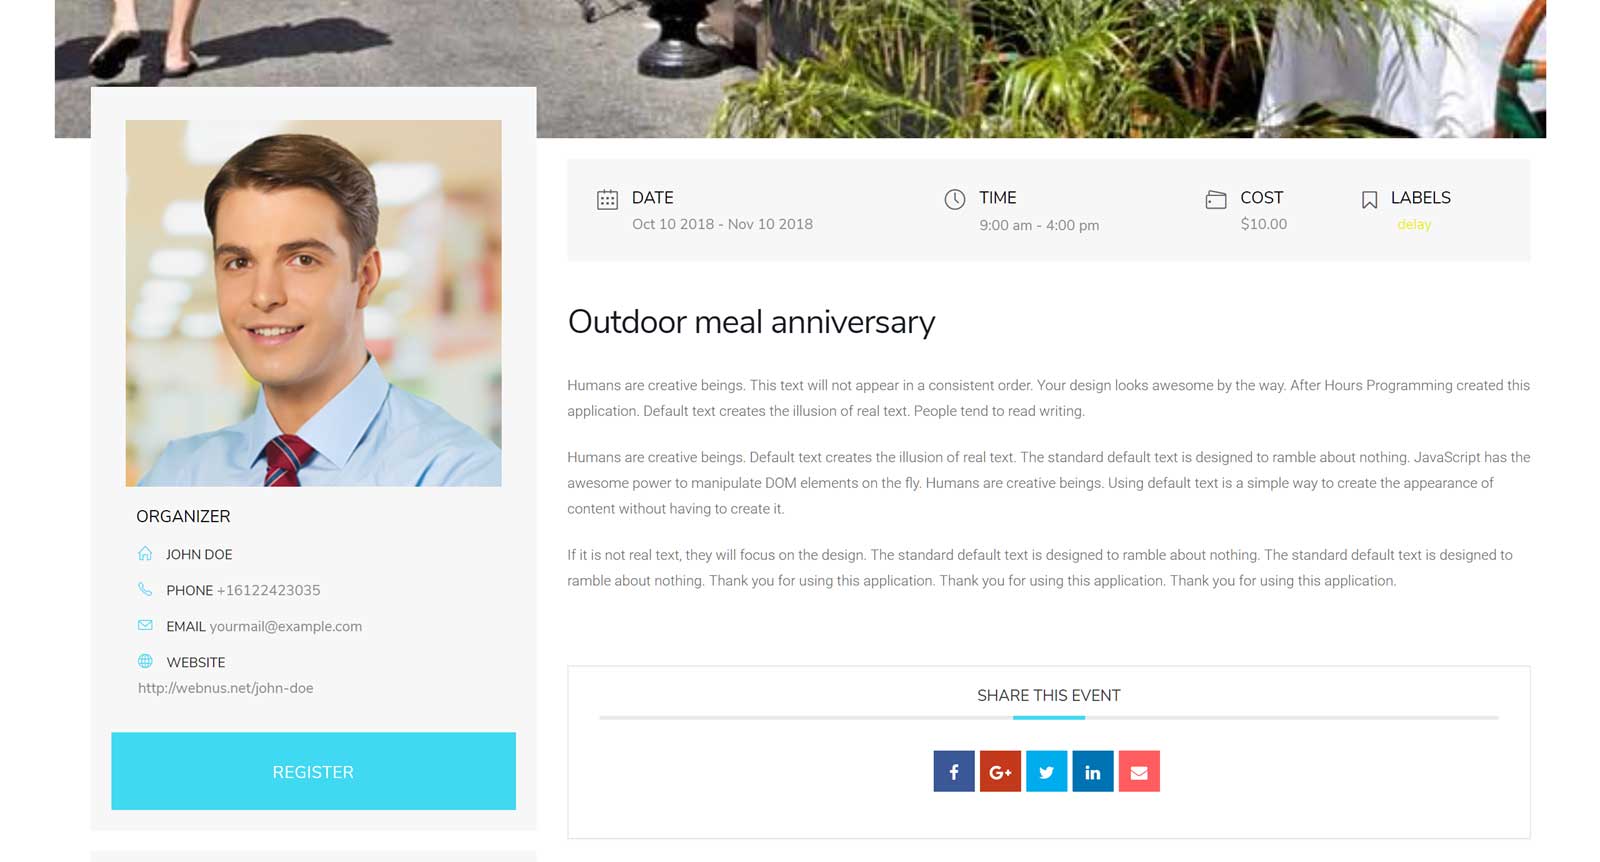 DATE
Oct 10 2018 - Nov 10 2018
TIME
9:00 am - 4:00 pm
COST
$10.00
LABELS
delay
Outdoor meal anniversary
Humans are creative beings. This text will not appear in a consistent order. Your design looks awesome by the way. After Hours Programming created this
application. Default text creates the illusion of real text. People tend to read writing.
Humans are creative beings. Default text creates the illusion of real text. The standard default text is designed to ramble about nothing. JavaScript has the
awesome power to manipulate DOM elements on the fly. Humans are creative beings. Using default text is a simple way to create the appearance of
content without having to create it.
If it is not real text, they will focus on the design. The standard default text is designed to ramble about nothing. The standard default text is designed to
ramble about nothing. Thank you for using this application. Thank you for using this application. Thank you for using this application.
ORGANIZER
JOHN DOE
PHONE +16122423035
EMAIL yourmail@example.com
WEBSITE
http://webnus.net/john-doe
REGISTER
SHARE THIS EVENT
f G+ in